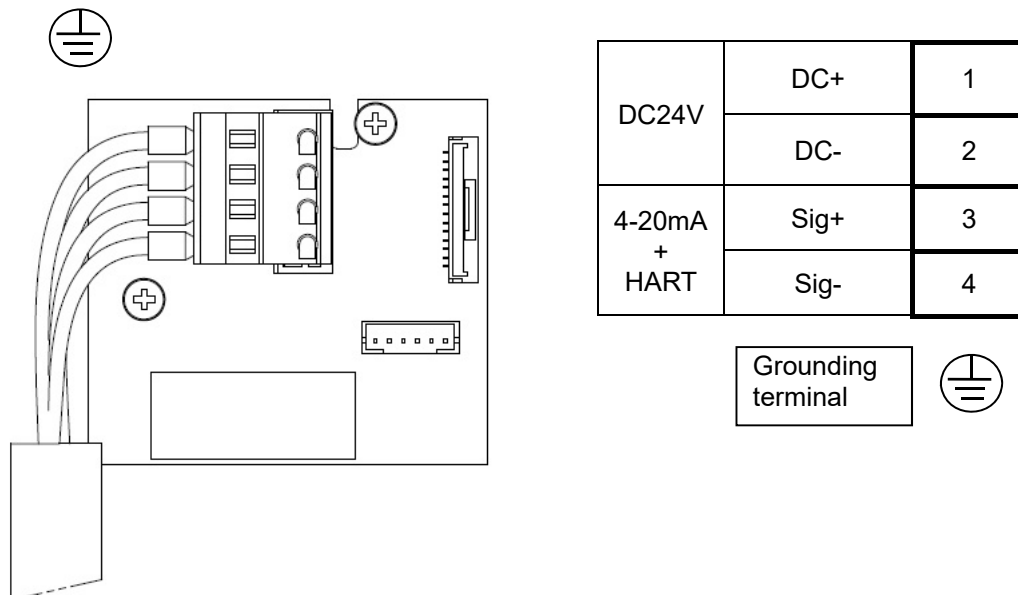 DC24V
DC+
1
DC-
2
4-20mA
+
HART
Sig+
3
Sig-
4
Grounding
terminal